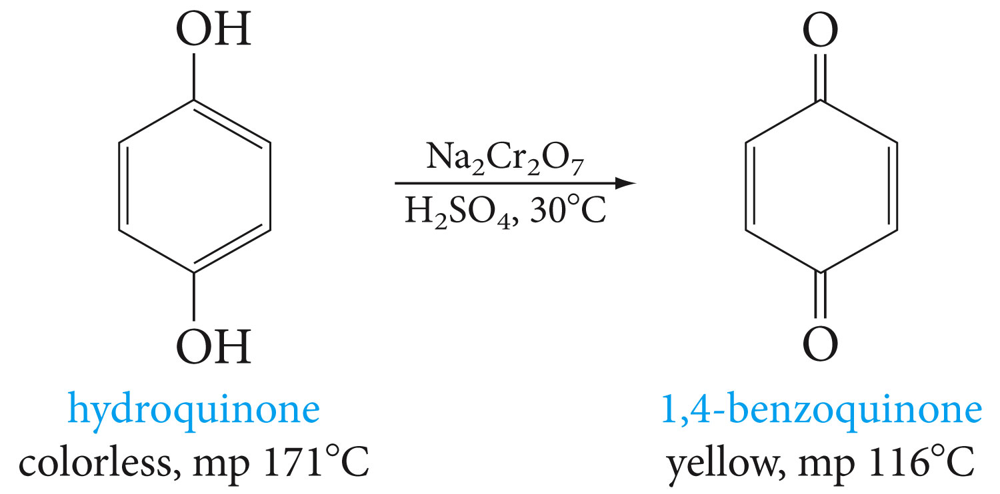 OH
O
Na₂Cr₂O₇
H₂SO₄, 30°C
OH
O
hydroquinone
1,4-benzoquinone
colorless, mp 171°C
yellow, mp 116°C